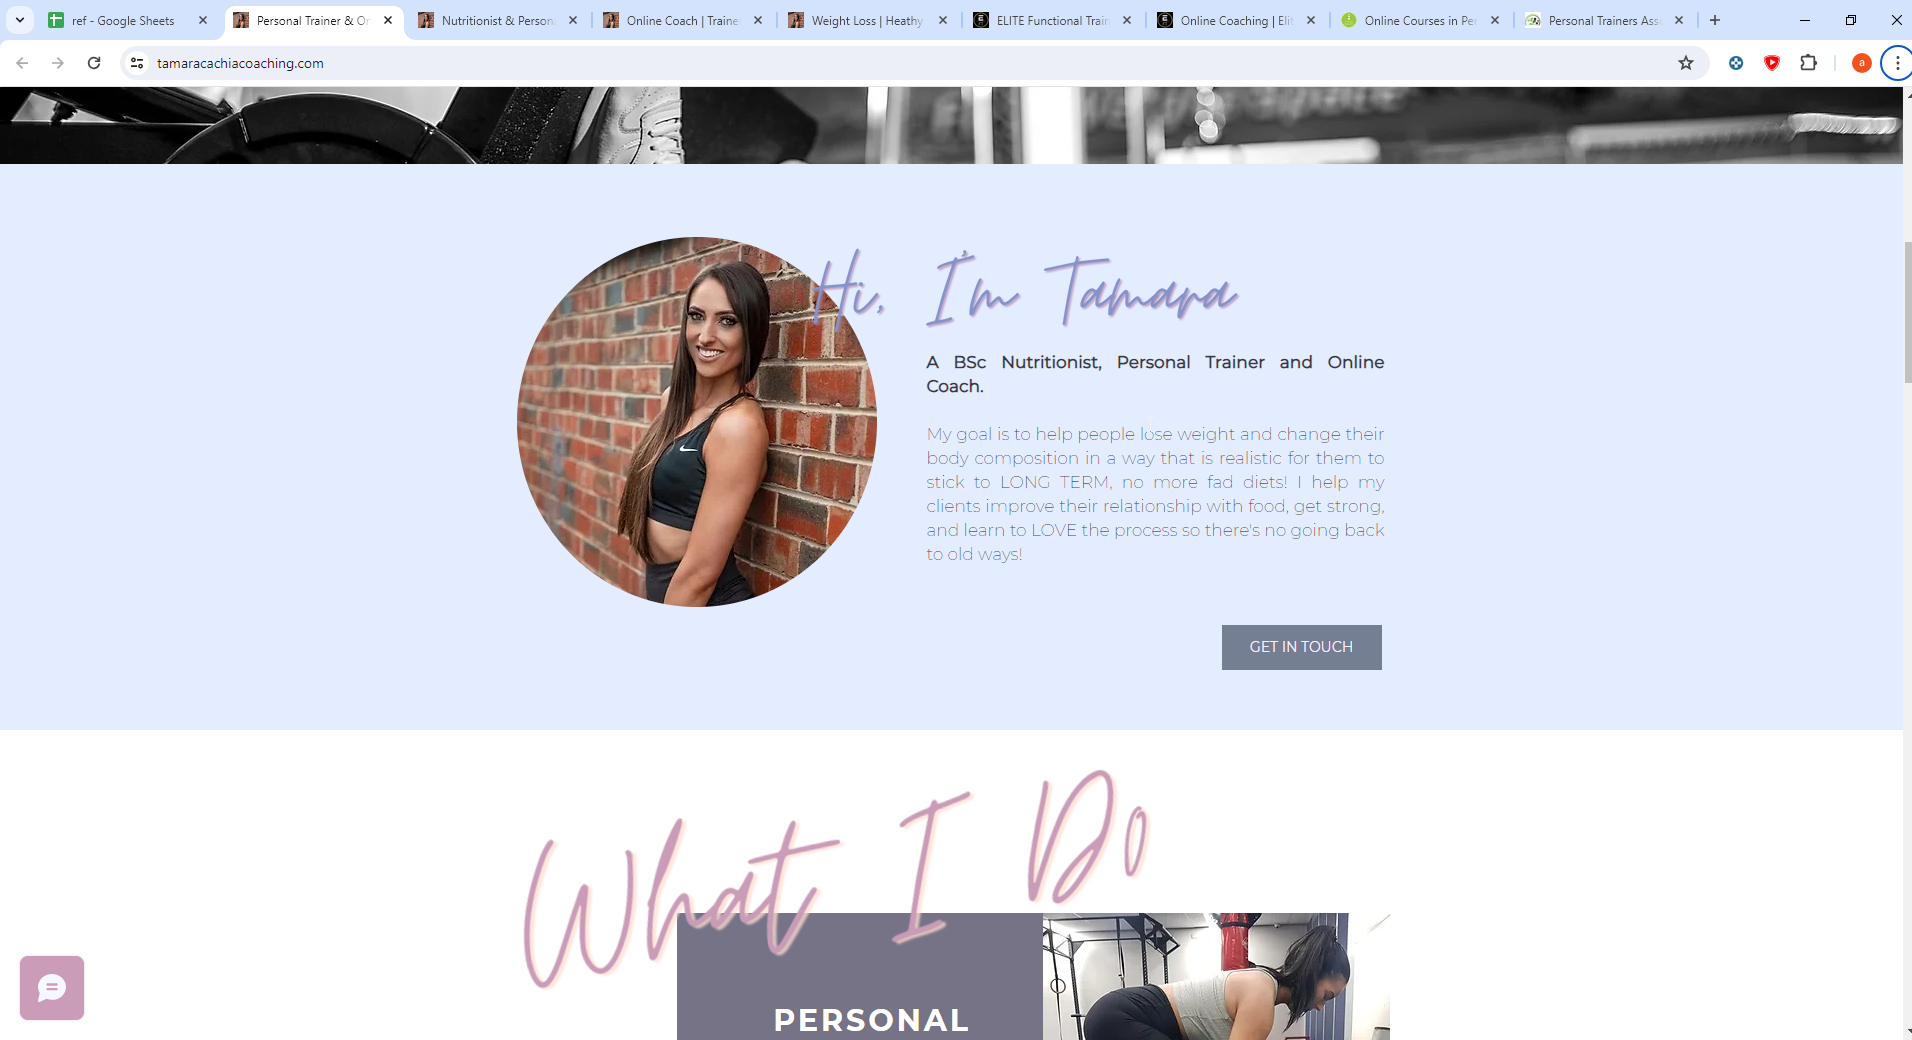 ref - Google Sheets
Personal Trainer & On
Nutritionist & Person
Online Coach | Traine
Weight Loss | Heathy
ELITE Functional Train
Online Coaching | Elit
Online Courses in Pe
Personal Trainers Ass
tamaracachiacoaching.com
a
Hi, I'm Tamara
A BSc Nutritionist, Personal Trainer and Online
Coach.
My goal is to help people lose weight and change their
body composition in a way that is realistic for them to
stick to LONG TERM, no more fad diets! I help my
clients improve their relationship with food, get strong,
and learn to LOVE the process so there's no going back
to old ways!
GET IN TOUCH
What I Do
PERSONAL